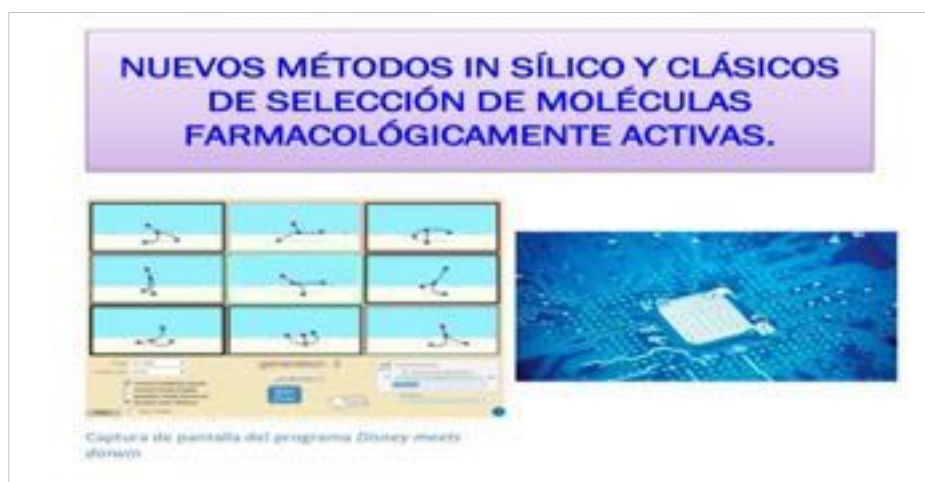 NUEVOS MÉTODOS IN SÍLICO Y CLÁSICOS
DE SELECCIÓN DE MOLÉCULAS
FARMACOLÓGICAMENTE ACTIVAS.
generation
Captura de pantalla del programa Disney meets
darwin